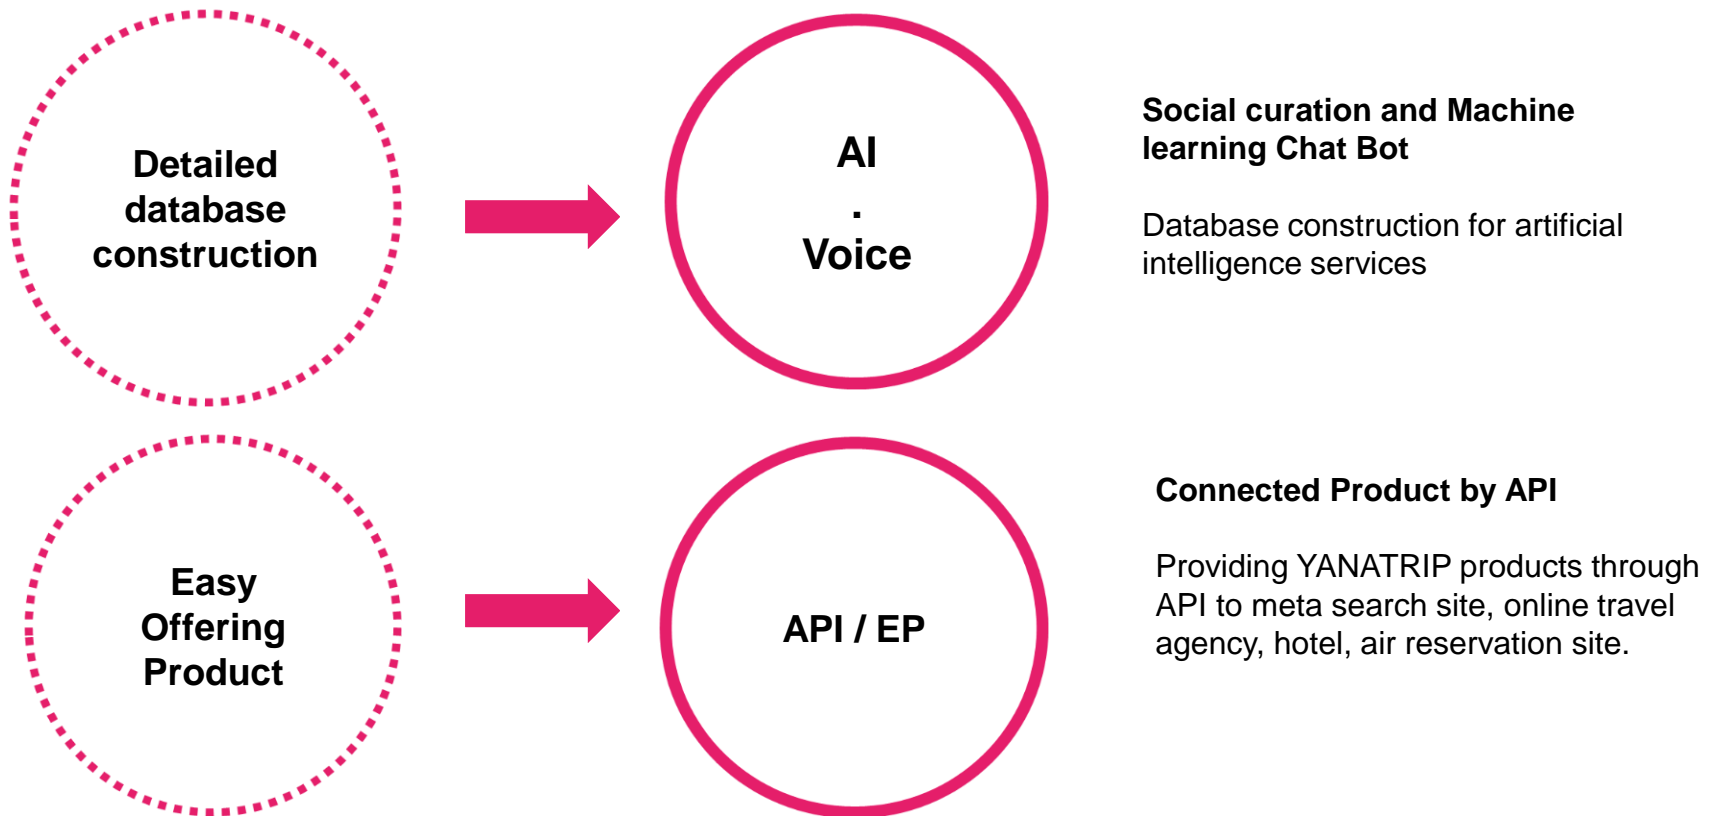 Detailed
database
construction
AI
.
Voice
Social curation and Machine
learning Chat Bot
Database construction for artificial
intelligence services
Easy
Offering
Product
API / EP
Connected Product by API
Providing YANATRIP products through
API to meta search site, online travel
agency, hotel, air reservation site.